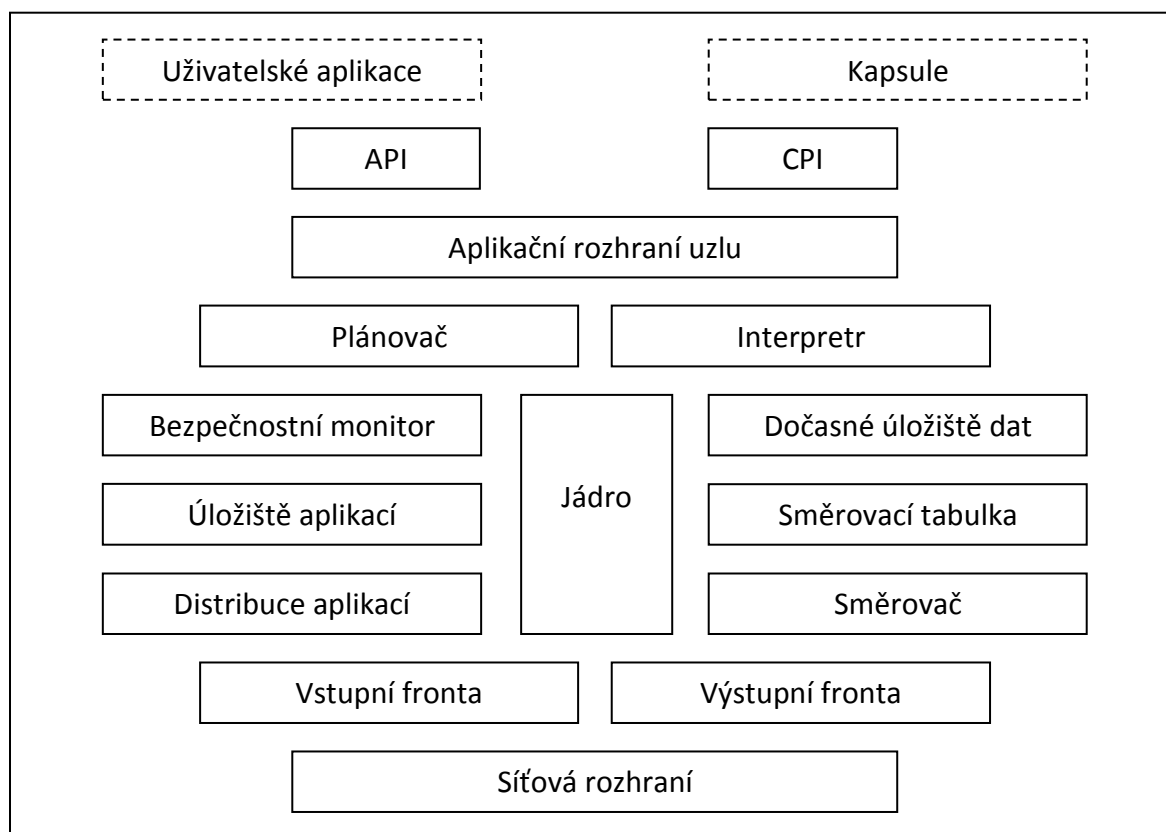 Uživatelské aplikace
Kapsule
API
CPI
Aplikační rozhraní uzlu
Plánovač
Interpretr
Bezpečnostní monitor
Dočasné úložiště dat
Jádro
Úložiště aplikací
Směrovací tabulka
Distribuce aplikací
Směrovač
Vstupní fronta
Výstupní fronta
Síťová rozhraní